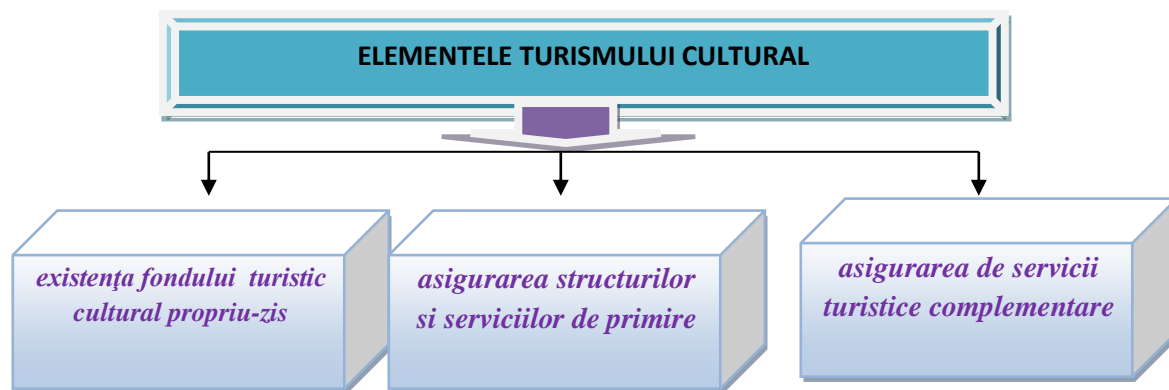 ELEMENTELE TURISMULUI CULTURAL
existenţa fondului turistic
cultural propriu-zis
asigurarea structurilor
si serviciilor de primire
asigurarea de servicii
turistice complementare